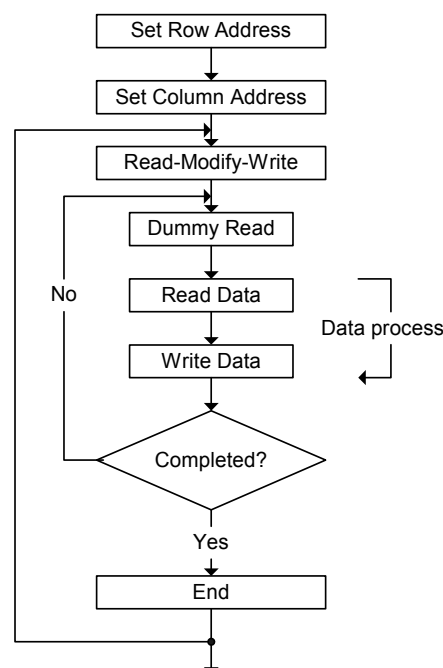 Set Row Address
Set Column Address
Read-Modify-Write
Dummy Read
No
Read Data
Data process
Write Data
Completed?
Yes
End